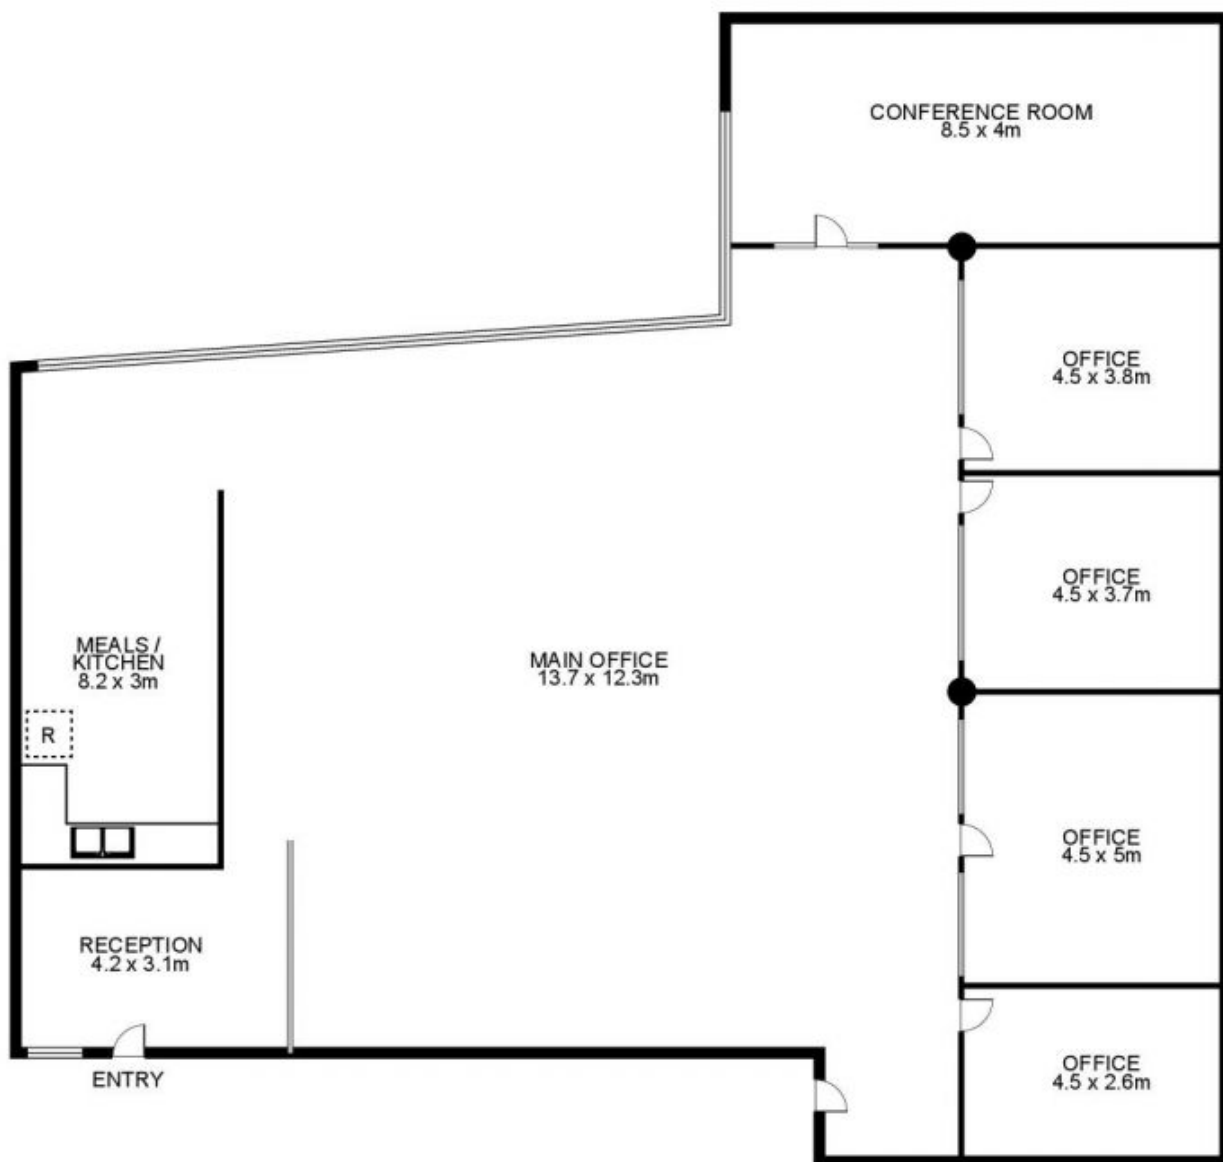 CONFERENCE ROOM
8.5 x 4m
OFFICE
4.5 x 3.8m
OFFICE
4.5 x 3.7m
MEALS /
KITCHEN
8.2 x 3m
MAIN OFFICE
13.7 x 12.3m
R
OFFICE
4.5 x 5m
RECEPTION
4.2 x 3.1m
ENTRY
OFFICE
4.5 x 2.6m